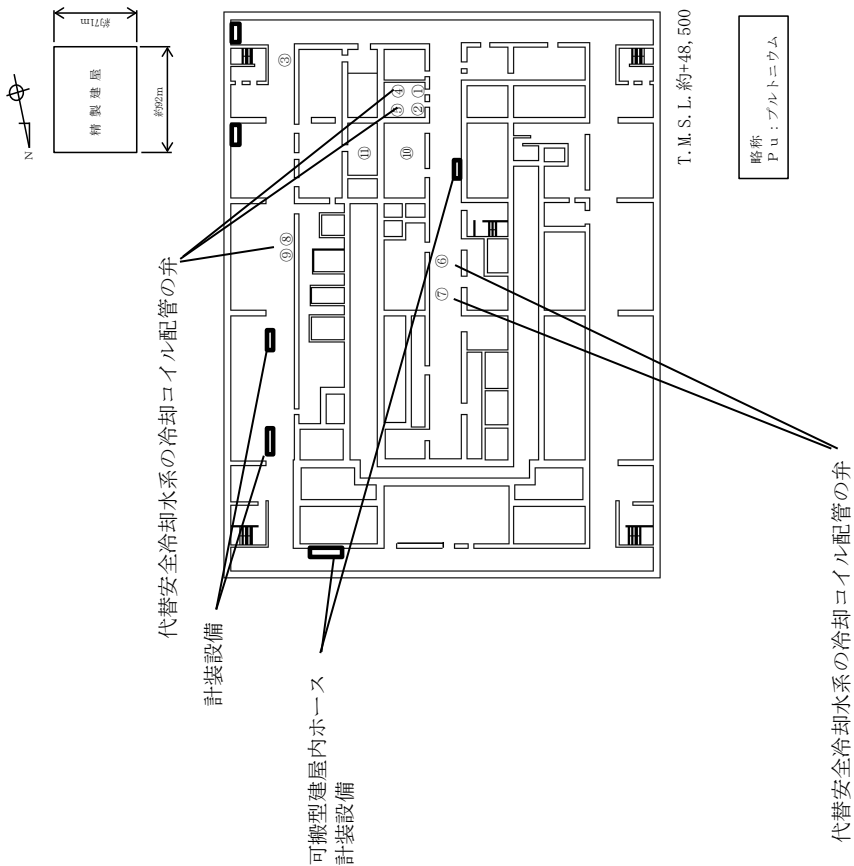 N
精製建屋
約92m
約71m
代替安全冷却水系の冷却コイル配管の弁
計装設備
可搬型建屋内ホース
計装設備
代替安全冷却水系の冷却コイル配管の弁
③
④ ①
⑤ ②
⑪
⑩
⑨⑧
⑥
⑦
T.M.S.L.約+48,500
略称
Pu：プルトニウム